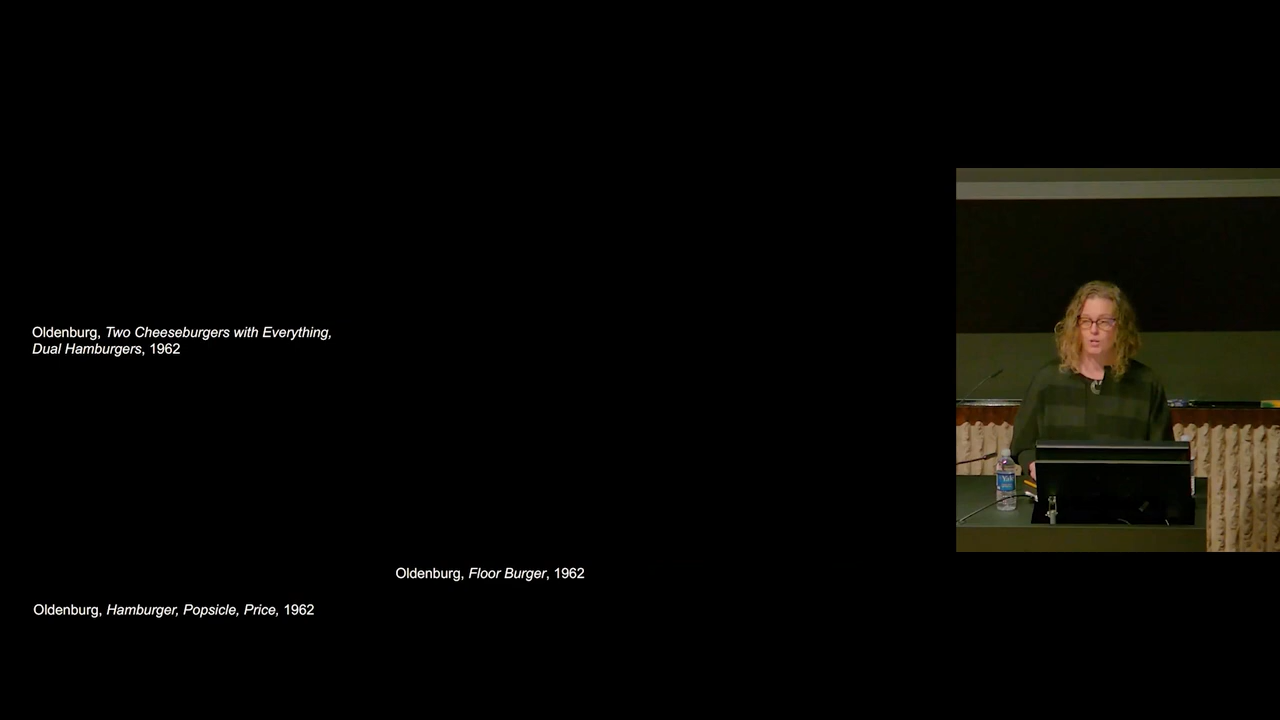 Oldenburg, Two Cheeseburgers with Everything,
Dual Hamburgers, 1962
Oldenburg, Floor Burger, 1962
Oldenburg, Hamburger, Popsicle, Price, 1962